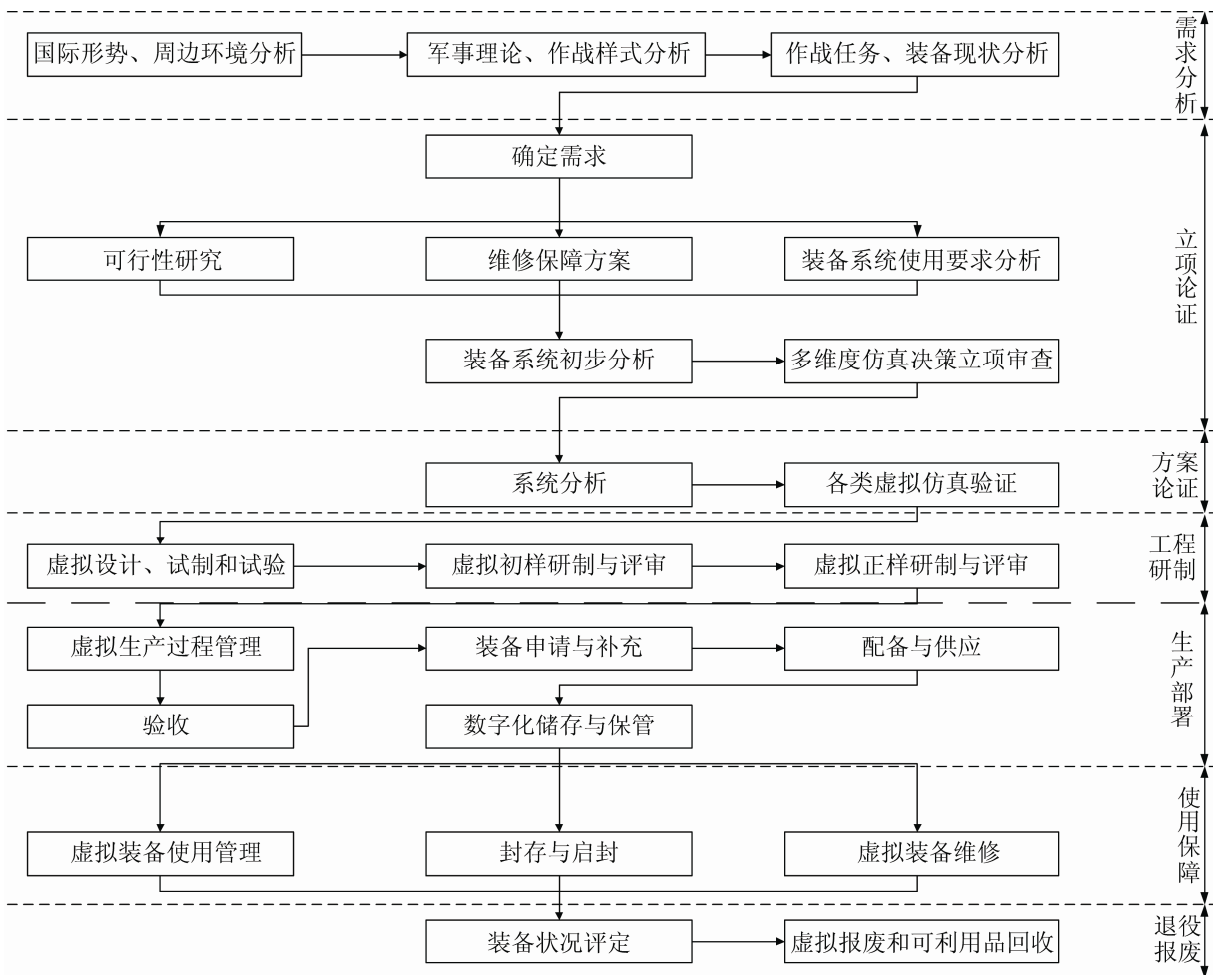 国际形势、周边环境分析
军事理论、作战样式分析
作战任务、装备现状分析
需求分析
确定需求
可行性研究
维修保障方案
装备系统使用要求分析
装备系统初步分析
多维度仿真决策立项审查
立项论证
系统分析
各类虚拟仿真验证
方案
论证
虚拟设计、试制和试验
虚拟初样研制与评审
虚拟正样研制与评审
工程
研制
虚拟生产过程管理
装备申请与补充
配备与供应
验收
数字化储存与保管
生产部署
虚拟装备使用管理
封存与启封
虚拟装备维修
使用保障
装备状况评定
虚拟报废和可利用品回收
退役
报废